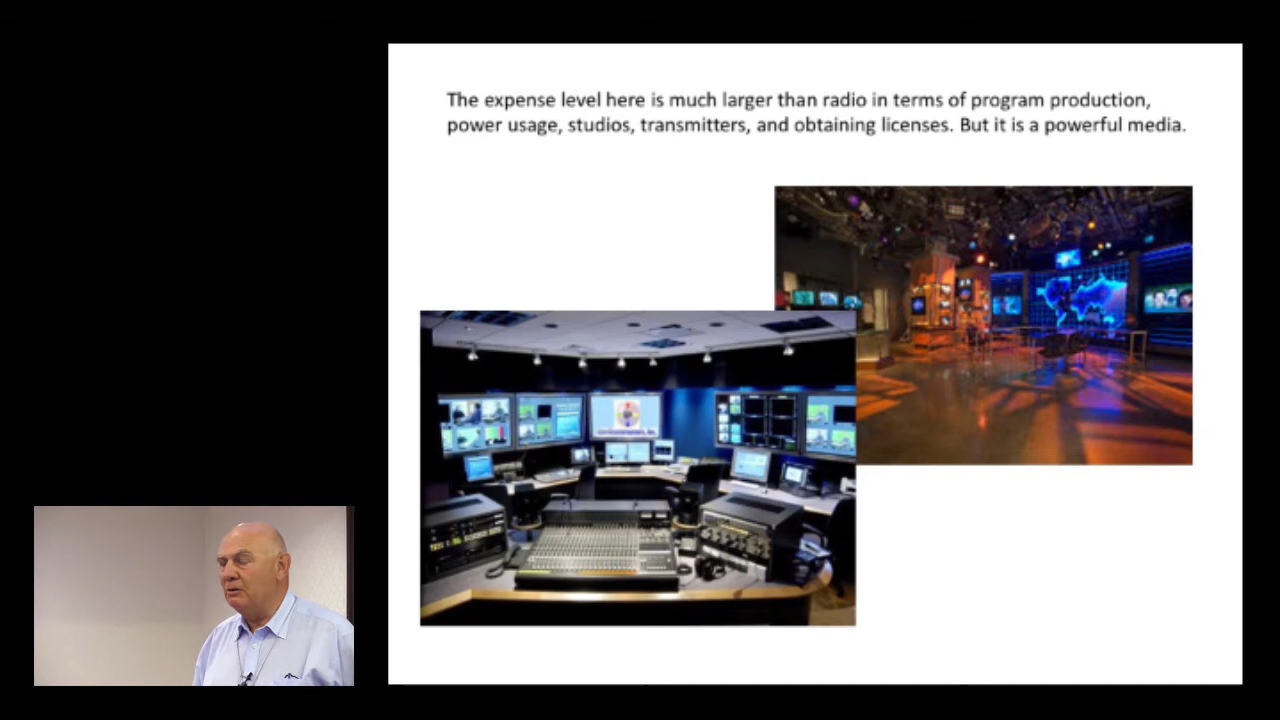 The expense level here is much larger than radio in terms of program production,
power usage, studios, transmitters, and obtaining licenses. But it is a powerful media.